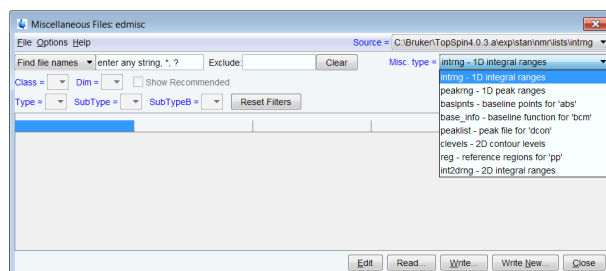 Miscellaneous Files: edmisc
File Options Help
Source = C:\Bruker\TopSpin4.0.3.a\exp\stan\nmr\lists\intrng
Find file names enter any string, *, ? Exclude: Clear Misc. type = intrng - 1D integral ranges
Class = Dim = Show Recommended
Type = SubType = SubTypeB = Reset Filters
intrng - 1D integral ranges
peakrng - 1D peak ranges
baslpnts - baseline points for 'abs'
base_info - baseline function for 'bcm'
peaklist - peak file for 'dcon'
clevels - 2D contour levels
reg - reference regions for 'pp'
int2drng - 2D integral ranges
Edit Read... Write... Write New... Close